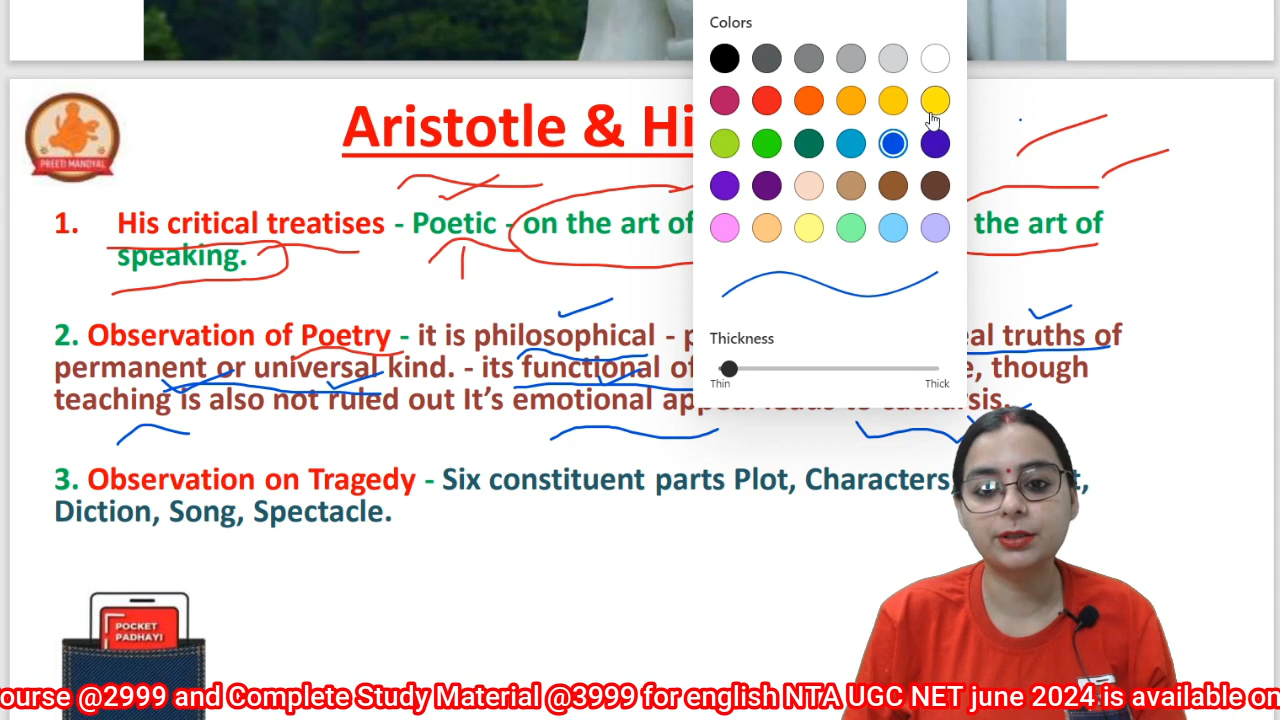 Colors
Aristotle & Hi
PREETI MANDYAL
1. His critical treatises - Poetic - on the art of the art of
speaking.
2. Observation of Poetry - it is philosophical - truths of
permanent or universal kind. - its functional though
teaching is also not ruled out It's emotional
Thickness
Thin Thick
3. Observation on Tragedy - Six constituent parts Plot, Characters,
Diction, Song, Spectacle.
POCKET
PADHAYI
ourse @2999 and Complete Study Material @3999 for english NTA UGC NET june 2024 is available on